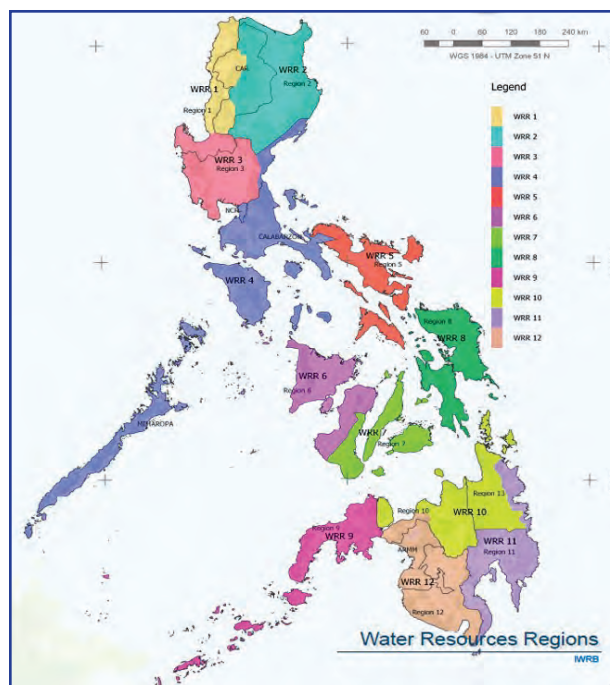 60 0 60 120 180 240 km
WGS 1984 - UTM Zone 51 N
Legend
WRR 1
WRR 2
WRR 3
WRR 4
WRR 5
WRR 6
WRR 7
WRR 8
WRR 9
WRR 10
WRR 11
WRR 12
CAR
WRR 2
Region 2
WRR 1
Region 1
WRR 3
Region 3
NCR
CALABARZON
WRR 4
WRR 5
Region 5
Region 8
WRR 8
WRR 6
Region 6
WRR 7
Region 7
MIMAROPA
Region 13
WRR 10
Region 10
Region 9
WRR 9
WRR 11
Region 11
ARMM
WRR 12
Region 12
Water Resources Regions
IWRB